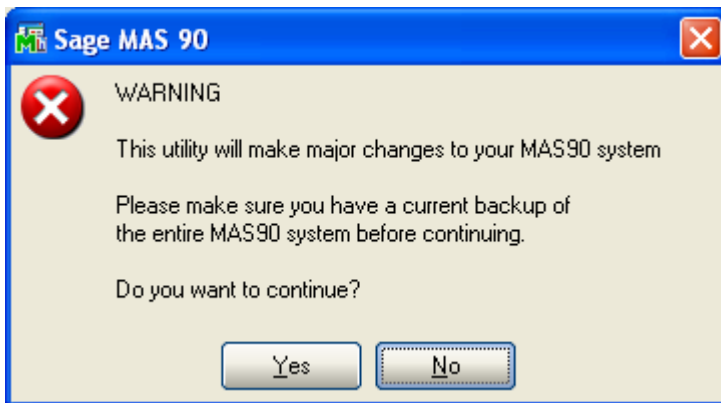 Sage MAS 90
WARNING
This utility will make major changes to your MAS90 system
Please make sure you have a current backup of
the entire MAS90 system before continuing.
Do you want to continue?
Yes
No